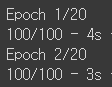 Epoch 1/20
100/100 - 4s -
Epoch 2/20
100/100 - 3s -